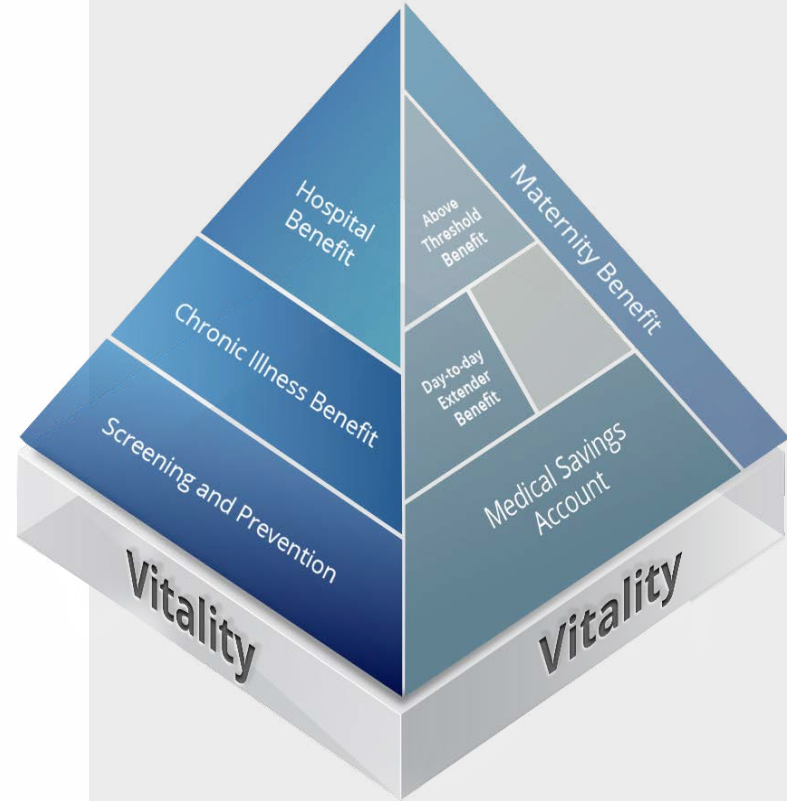 Hospital
Benefit
Chronic Illness Benefit
Screening and Prevention
Vitality
Maternity Benefit
Above
Threshold
Benefit
Day-to-day
Extender
Benefit
Medical Savings
Account
Vitality